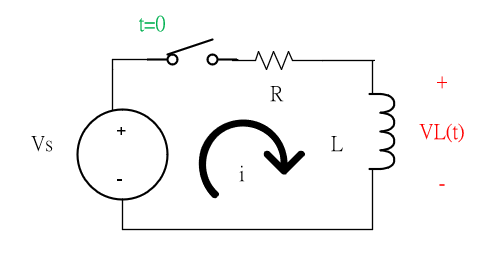 t=0
R
+
+
Vs
L
VL(t)
i
-
-